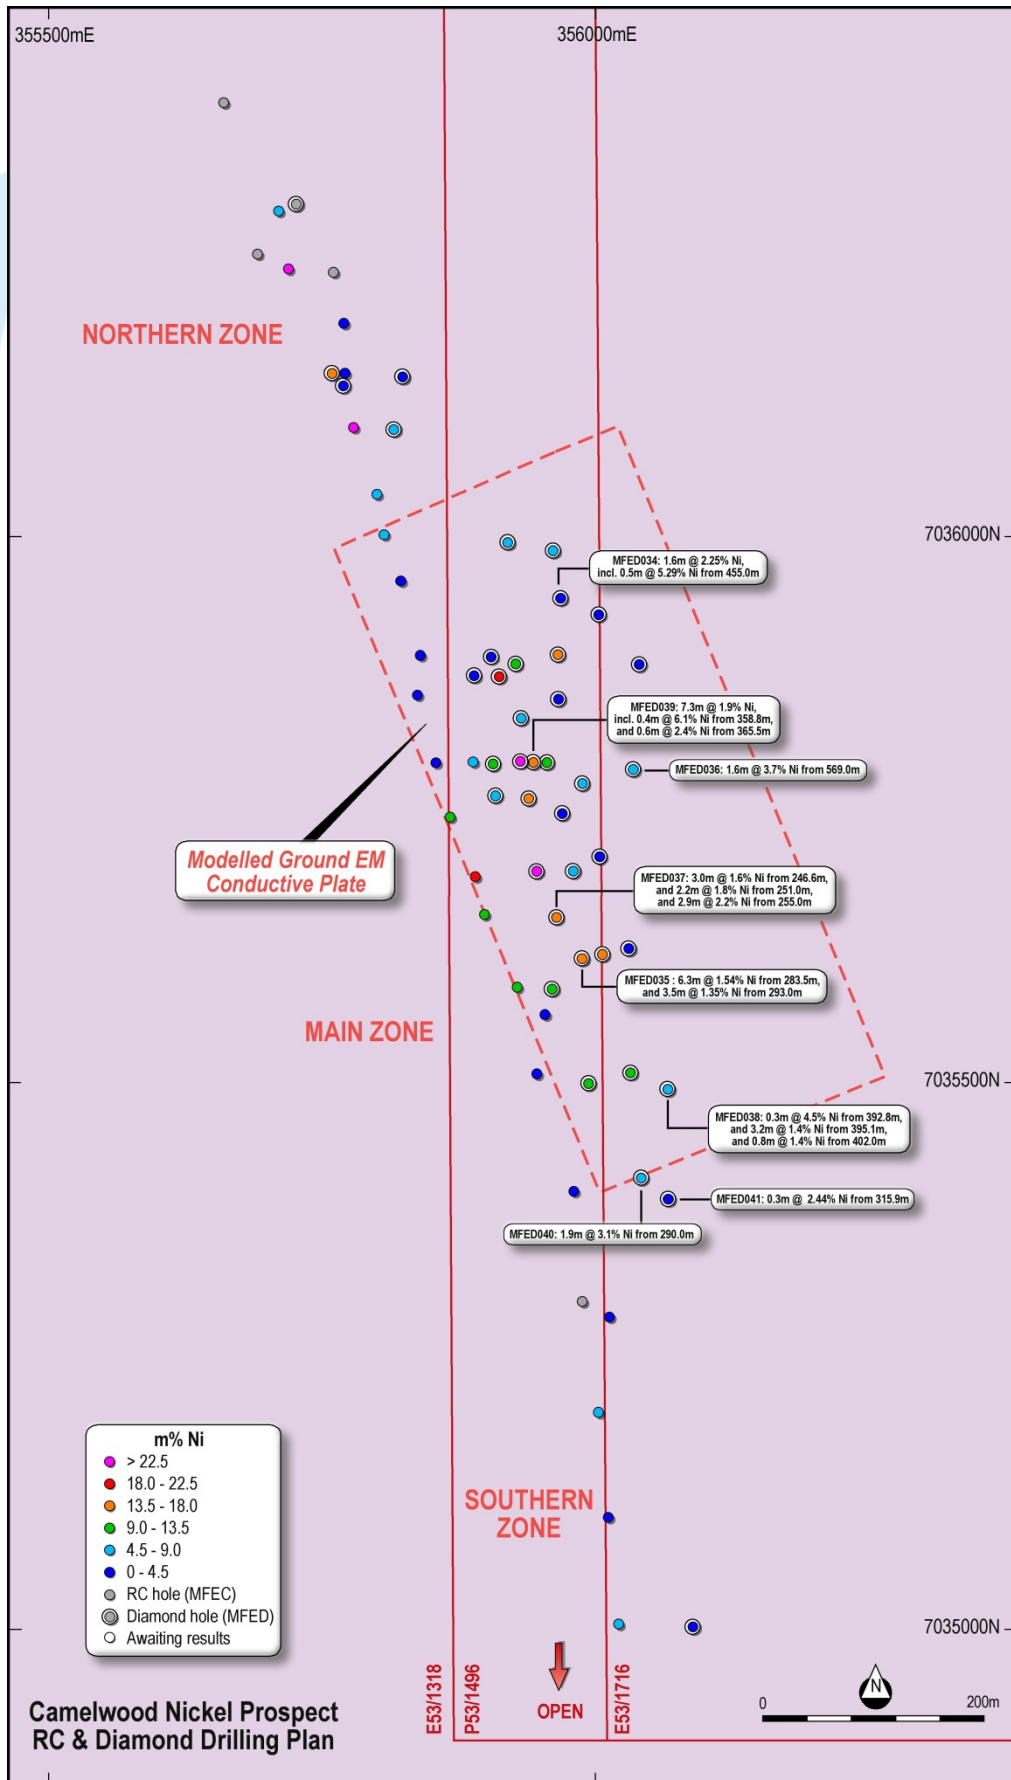 355500mE
356000mE
NORTHERN ZONE
7036000N
MFED034: 1.6m @ 2.25% Ni,
incl. 0.5m @ 5.29% Ni from 455.0m
MFED039: 7.3m @ 1.9% Ni,
incl. 0.4m @ 6.1% Ni from 358.8m,
and 0.6m @ 2.4% Ni from 365.5m
MFED036: 1.6m @ 3.7% Ni from 569.0m
Modelled Ground EM
Conductive Plate
MFED037: 3.0m @ 1.6% Ni from 246.6m,
and 2.2m @ 1.8% Ni from 251.0m,
and 2.9m @ 2.2% Ni from 255.0m
MFED035 : 6.3m @ 1.54% Ni from 283.5m,
and 3.5m @ 1.35% Ni from 293.0m
MAIN ZONE
7035500N
MFED038: 0.3m @ 4.5% Ni from 392.8m,
and 3.2m @ 1.4% Ni from 395.1m,
and 0.8m @ 1.4% Ni from 402.0m
MFED041: 0.3m @ 2.44% Ni from 315.9m
MFED040: 1.9m @ 3.1% Ni from 290.0m
m% Ni
> 22.5
18.0 - 22.5
13.5 - 18.0
9.0 - 13.5
4.5 - 9.0
0 - 4.5
RC hole (MFEC)
Diamond hole (MFED)
Awaiting results
SOUTHERN
ZONE
7035000N
E53/1318
P53/1496
OPEN
E53/1716
N
0
200m
Camelwood Nickel Prospect
RC & Diamond Drilling Plan